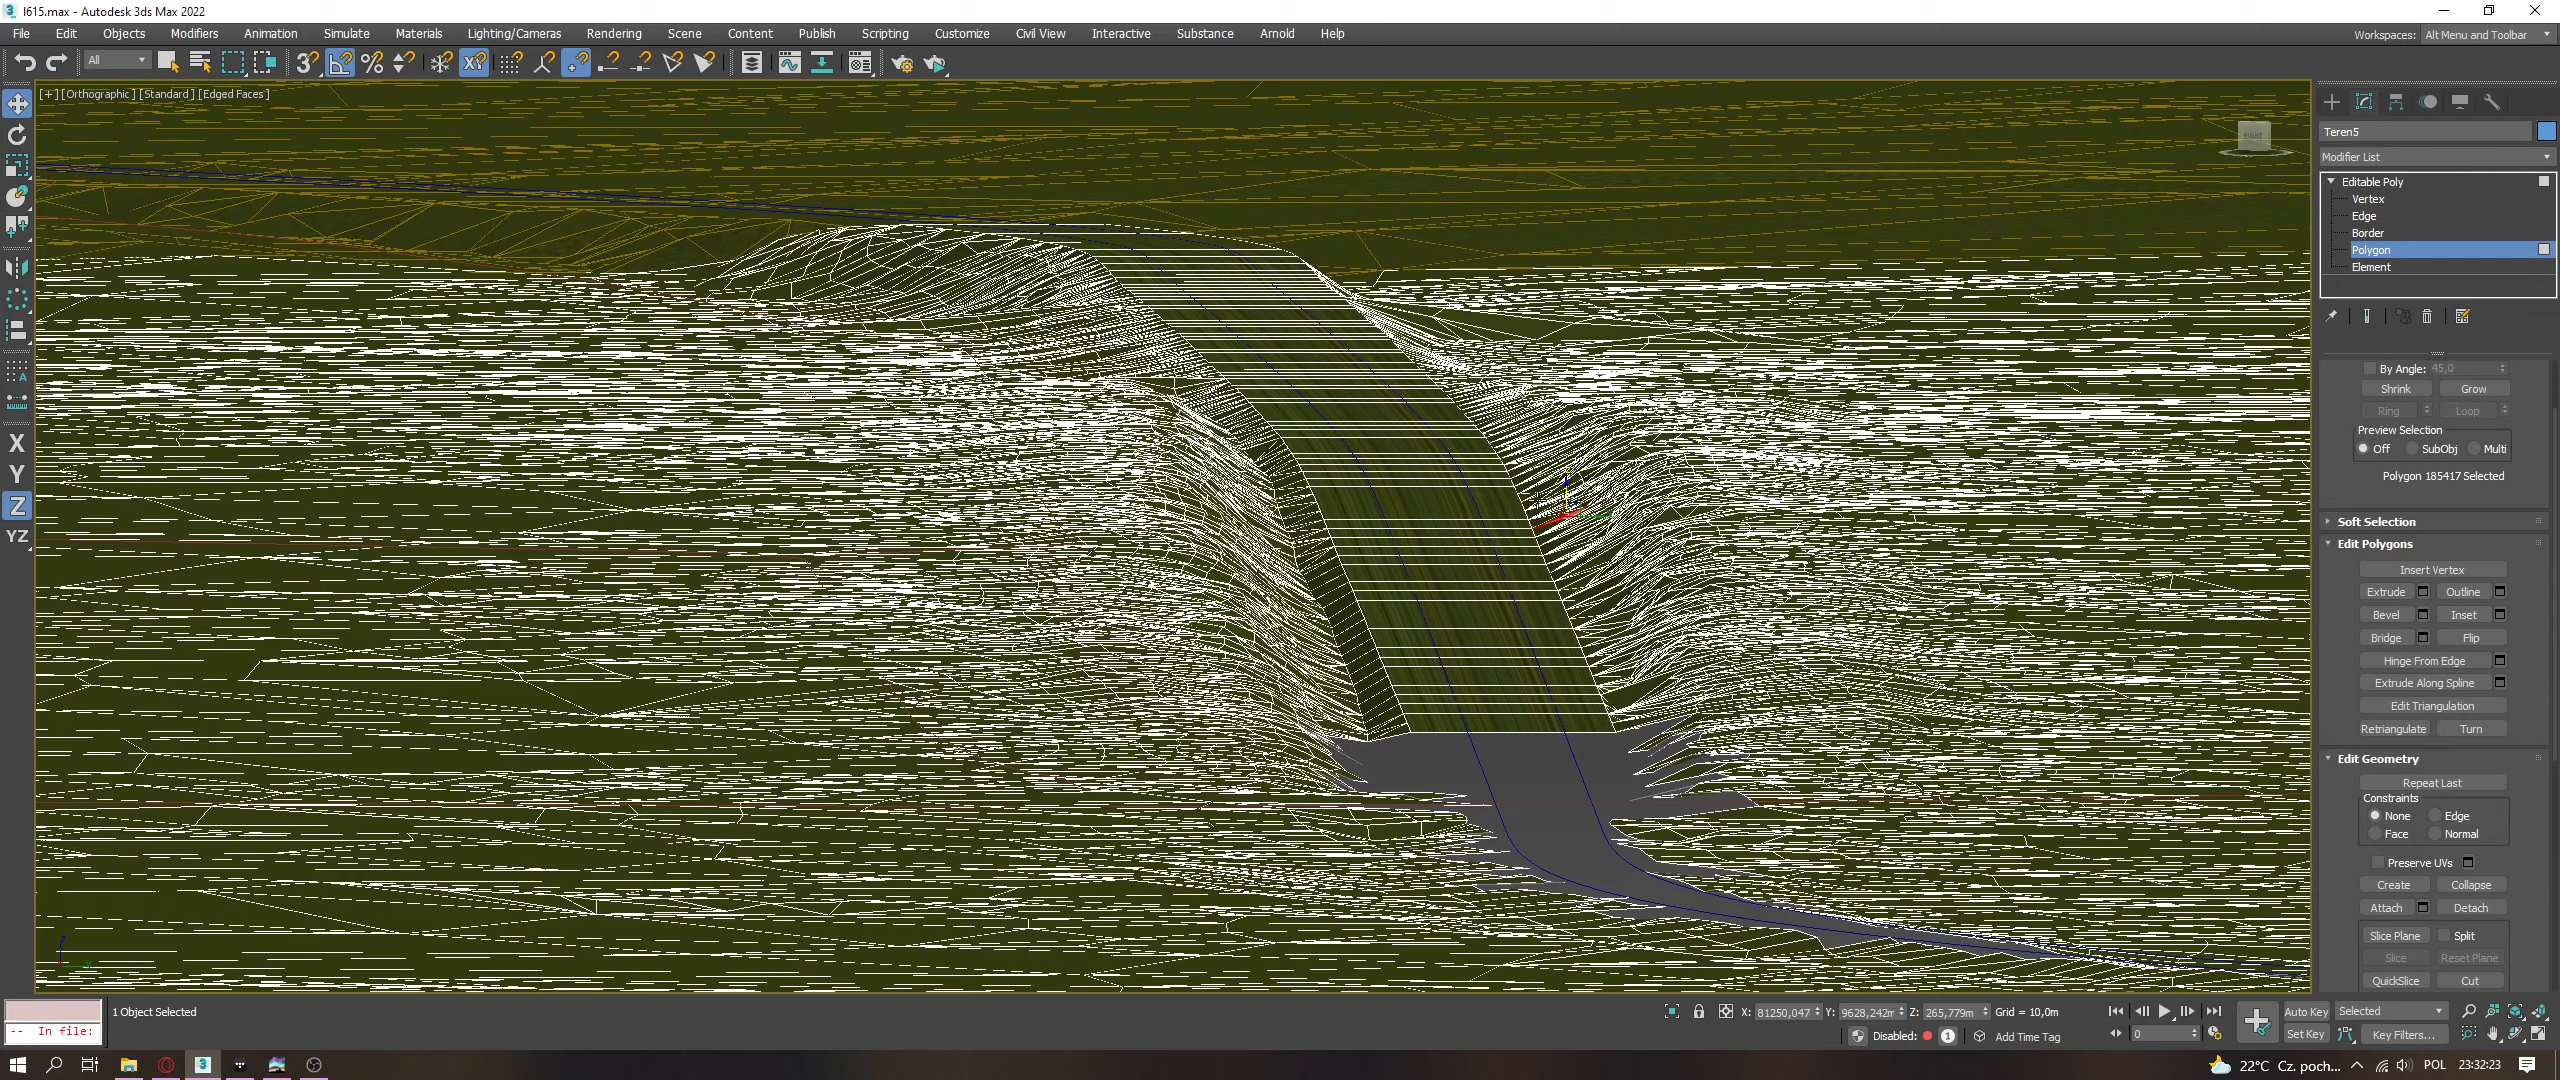 I615.max - Autodesk 3ds Max 2022
File Edit Objects Modifiers Animation Simulate Materials Lighting/Cameras Rendering Scene Content Publish Scripting Customize Civil View Interactive Substance Arnold Help
Workspaces: Alt Menu and Toolbar
All
[+] [Orthographic] [Standard] [Edged Faces]
RIGHT
X
Y
Z
YZ
Teren5
Modifier List
Editable Poly
Vertex
Edge
Border
Polygon
Element
By Angle: 45,0
Shrink Grow
Ring Loop
Preview Selection
Off SubObj Multi
Polygon 185417 Selected
Soft Selection
Edit Polygons
Insert Vertex
Extrude Outline
Bevel Inset
Bridge Flip
Hinge From Edge
Extrude Along Spline
Edit Triangulation
Retriangulate Turn
Edit Geometry
Repeat Last
Constraints
None Edge
Face Normal
Preserve UVs
Create Collapse
Attach Detach
Slice Plane Split
Slice Reset Plane
QuickSlice Cut
1 Object Selected
-- In file:
X: 81250,047 Y: 9628,242m Z: 265,779m Grid = 10,0m
Disabled: 1 Add Time Tag
0
Auto Key Selected
Set Key Key Filters...
22°C Cz. poch... POL 23:32:23